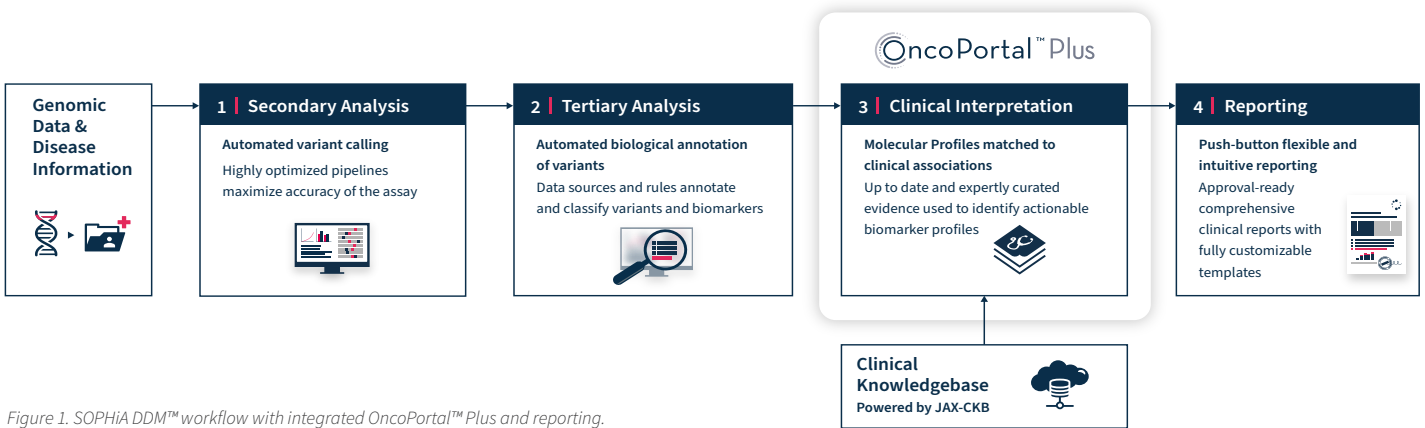 OncoPortal™ Plus
Genomic
Data &
Disease
Information
1 | Secondary Analysis
Automated variant calling
Highly optimized pipelines
maximize accuracy of the assay
2 | Tertiary Analysis
Automated biological annotation
of variants
Data sources and rules annotate
and classify variants and biomarkers
3 | Clinical Interpretation
Molecular Profiles matched to
clinical associations
Up to date and expertly curated
evidence used to identify actionable
biomarker profiles
4 | Reporting
Push-button flexible and
intuitive reporting
Approval-ready
comprehensive
clinical reports with
fully customizable
templates
Clinical
Knowledgebase
Powered by JAX-CKB
Figure 1. SOPHiA DDM™ workflow with integrated OncoPortal™ Plus and reporting.